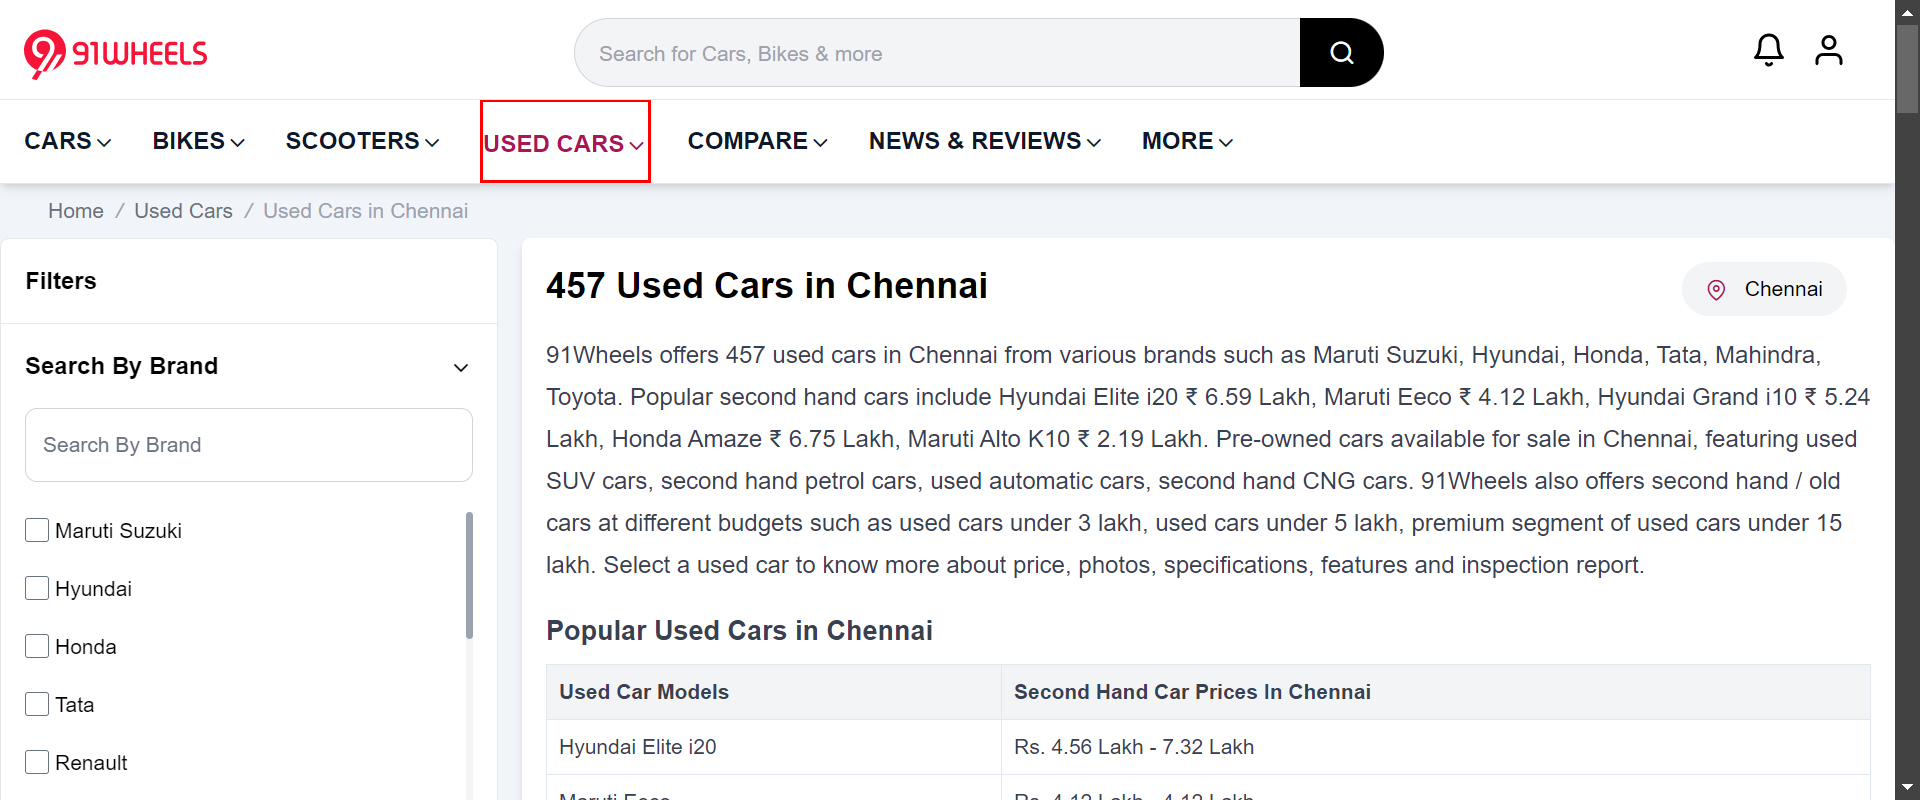 91WHEELS
Search for Cars, Bikes & more
CARS BIKES SCOOTERS USED CARS COMPARE NEWS & REVIEWS MORE
Home / Used Cars / Used Cars in Chennai
Filters
Search By Brand
Search By Brand
Maruti Suzuki
Hyundai
Honda
Tata
Renault
457 Used Cars in Chennai
Chennai
91Wheels offers 457 used cars in Chennai from various brands such as Maruti Suzuki, Hyundai, Honda, Tata, Mahindra,
Toyota. Popular second hand cars include Hyundai Elite i20 ₹ 6.59 Lakh, Maruti Eeco ₹ 4.12 Lakh, Hyundai Grand i10 ₹ 5.24
Lakh, Honda Amaze ₹ 6.75 Lakh, Maruti Alto K10 ₹ 2.19 Lakh. Pre-owned cars available for sale in Chennai, featuring used
SUV cars, second hand petrol cars, used automatic cars, second hand CNG cars. 91Wheels also offers second hand / old
cars at different budgets such as used cars under 3 lakh, used cars under 5 lakh, premium segment of used cars under 15
lakh. Select a used car to know more about price, photos, specifications, features and inspection report.
Popular Used Cars in Chennai
Used Car Models Second Hand Car Prices In Chennai
Hyundai Elite i20 Rs. 4.56 Lakh - 7.32 Lakh
Maruti Eeco Rs. 4.12 Lakh - 4.12 Lakh